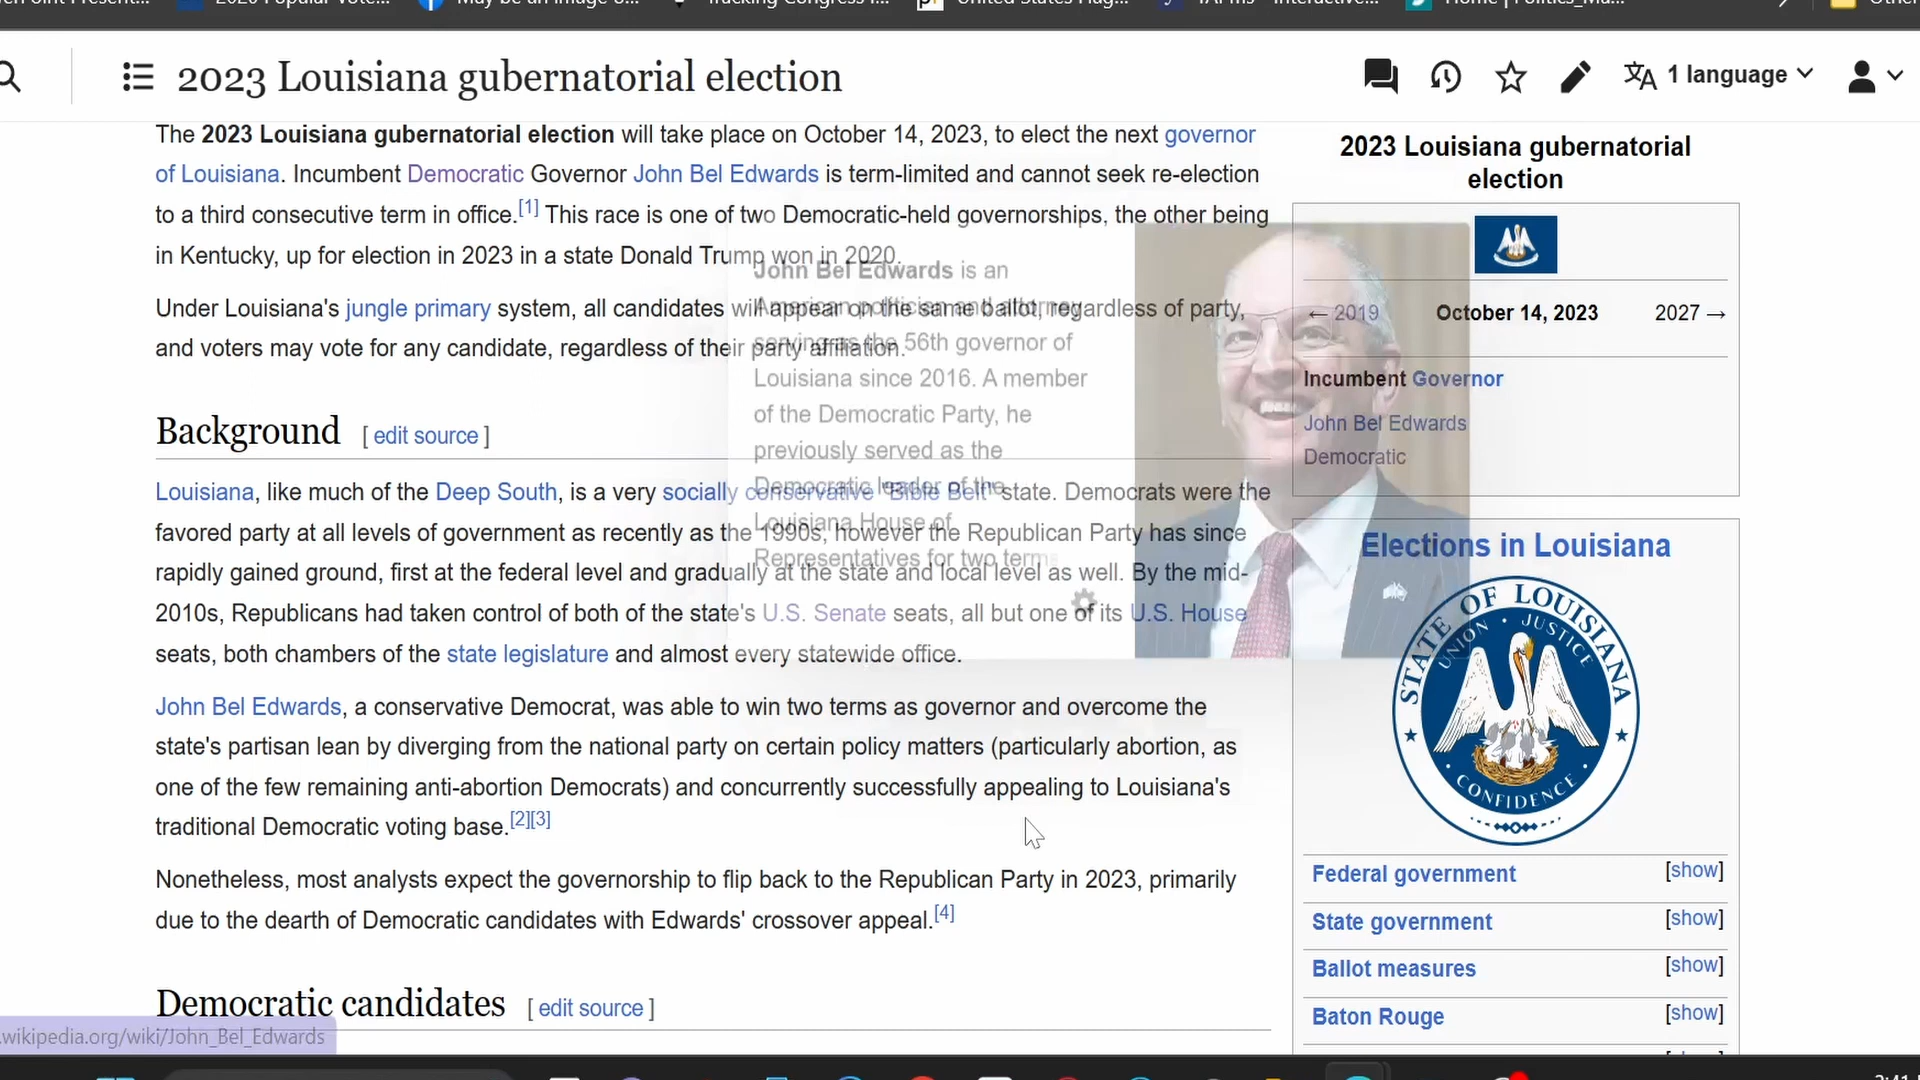 2023 Louisiana gubernatorial election
1 language
The 2023 Louisiana gubernatorial election will take place on October 14, 2023, to elect the next governor
of Louisiana. Incumbent Democratic Governor John Bel Edwards is term-limited and cannot seek re-election
to a third consecutive term in office.[1] This race is one of two Democratic-held governorships, the other being
in Kentucky, up for election in 2023 in a state Donald Trump won in 2020.
Under Louisiana's jungle primary system, all candidates will appear on the same ballot, regardless of party,
and voters may vote for any candidate, regardless of their party affiliation.
John Bel Edwards is an
American politician and attorney
serving as the 56th governor of
Louisiana since 2016. A member
of the Democratic Party, he
previously served as the
Democratic leader of the
Louisiana House of
Representatives for two terms
Background [ edit source ]
Louisiana, like much of the Deep South, is a very socially conservative "Bible Belt" state. Democrats were the
favored party at all levels of government as recently as the 1990s, however the Republican Party has since
rapidly gained ground, first at the federal level and gradually at the state and local level as well. By the mid-
2010s, Republicans had taken control of both of the state's U.S. Senate seats, all but one of its U.S. House
seats, both chambers of the state legislature and almost every statewide office.
John Bel Edwards, a conservative Democrat, was able to win two terms as governor and overcome the
state's partisan lean by diverging from the national party on certain policy matters (particularly abortion, as
one of the few remaining anti-abortion Democrats) and concurrently successfully appealing to Louisiana's
traditional Democratic voting base.[2][3]
Nonetheless, most analysts expect the governorship to flip back to the Republican Party in 2023, primarily
due to the dearth of Democratic candidates with Edwards' crossover appeal.[4]
Democratic candidates [ edit source ]
.wikipedia.org/wiki/John_Bel_Edwards
2023 Louisiana gubernatorial
election
← 2019 October 14, 2023 2027 →
Incumbent Governor
John Bel Edwards
Democratic
Elections in Louisiana
STATE OF LOUISIANA
UNION · JUSTICE
· CONFIDENCE ·
Federal government [show]
State government [show]
Ballot measures [show]
Baton Rouge [show]